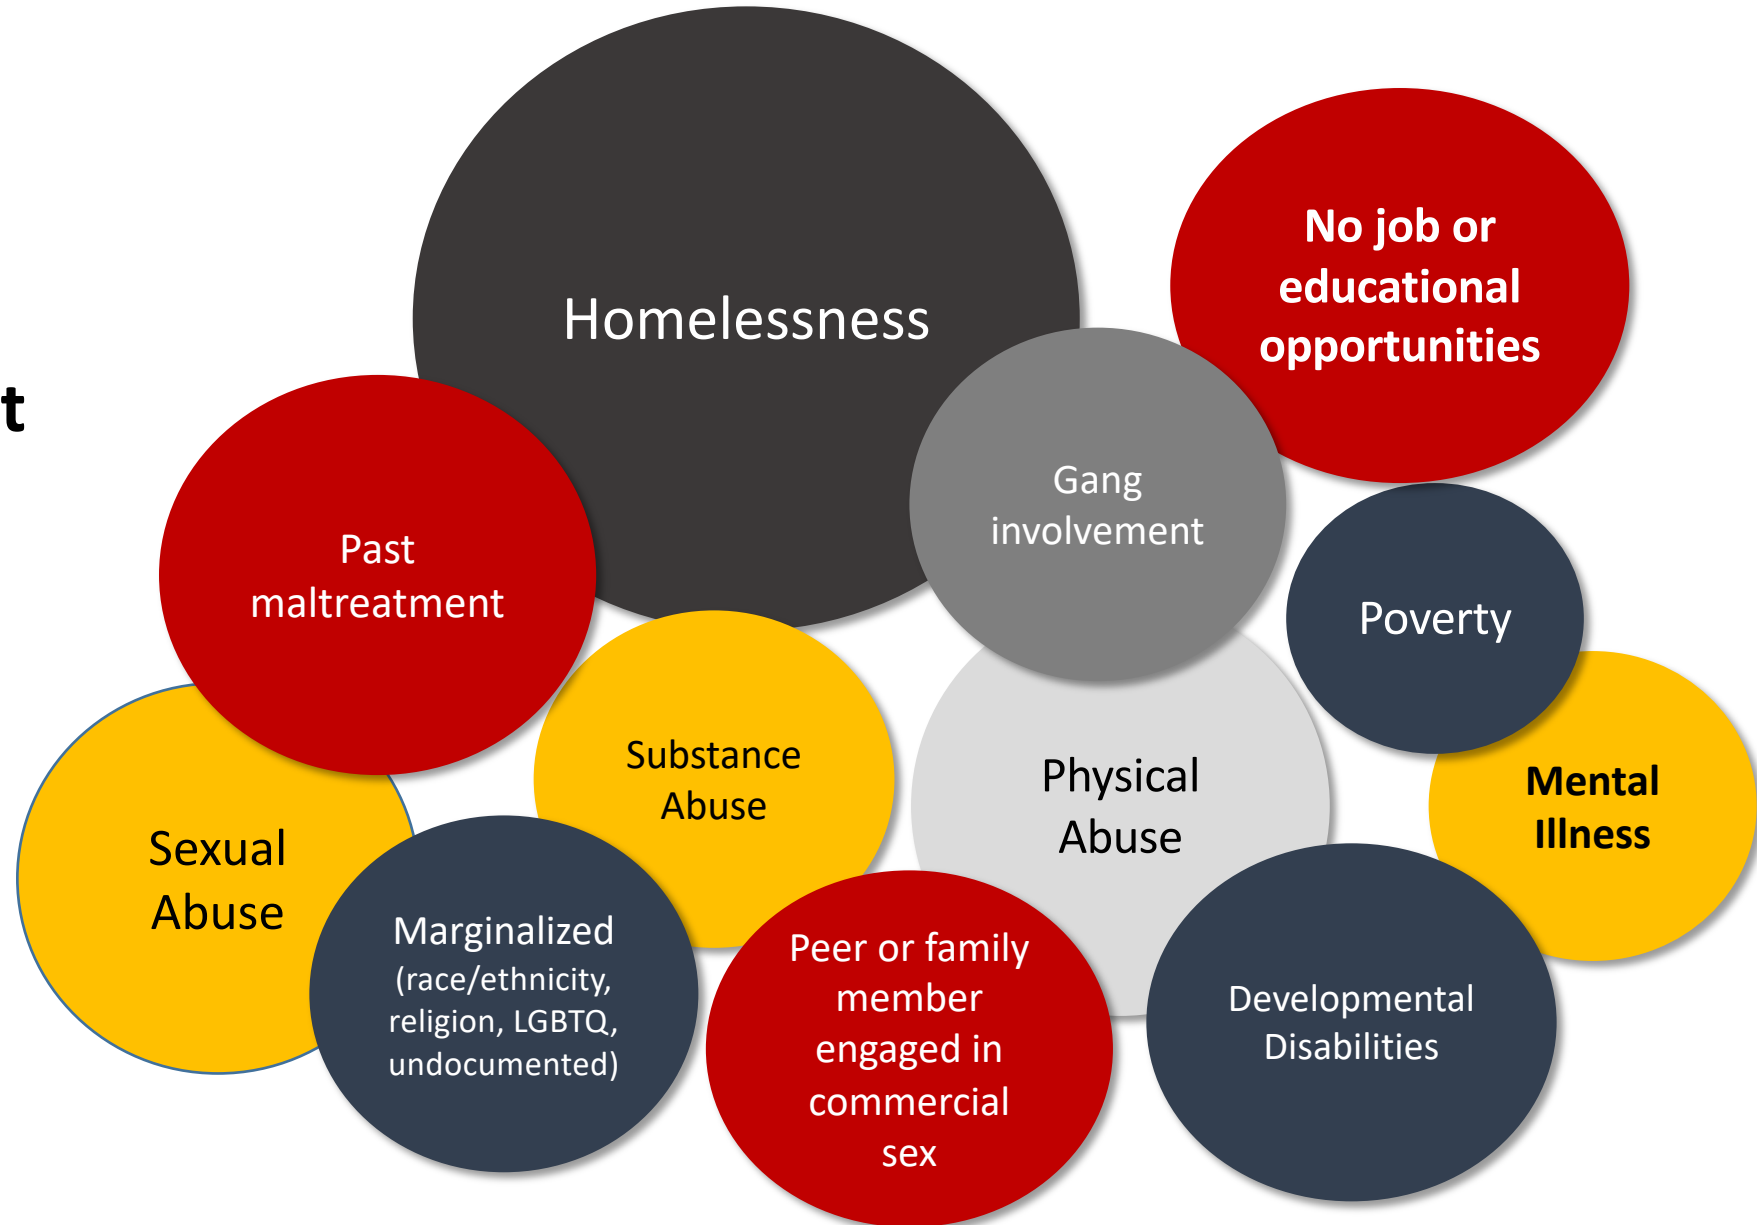 Homelessness
No job or
educational
opportunities
t
Gang
involvement
Past
maltreatment
Poverty
Substance
Abuse
Physical
Abuse
Mental
Illness
Sexual
Abuse
Marginalized
(race/ethnicity,
religion, LGBTQ,
undocumented)
Peer or family
member
engaged in
commercial
sex
Developmental
Disabilities